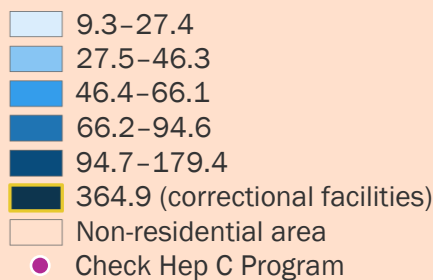 9.3–27.4
27.5–46.3
46.4–66.1
66.2–94.6
94.7–179.4
364.9 (correctional facilities)
Non-residential area
Check Hep C Program